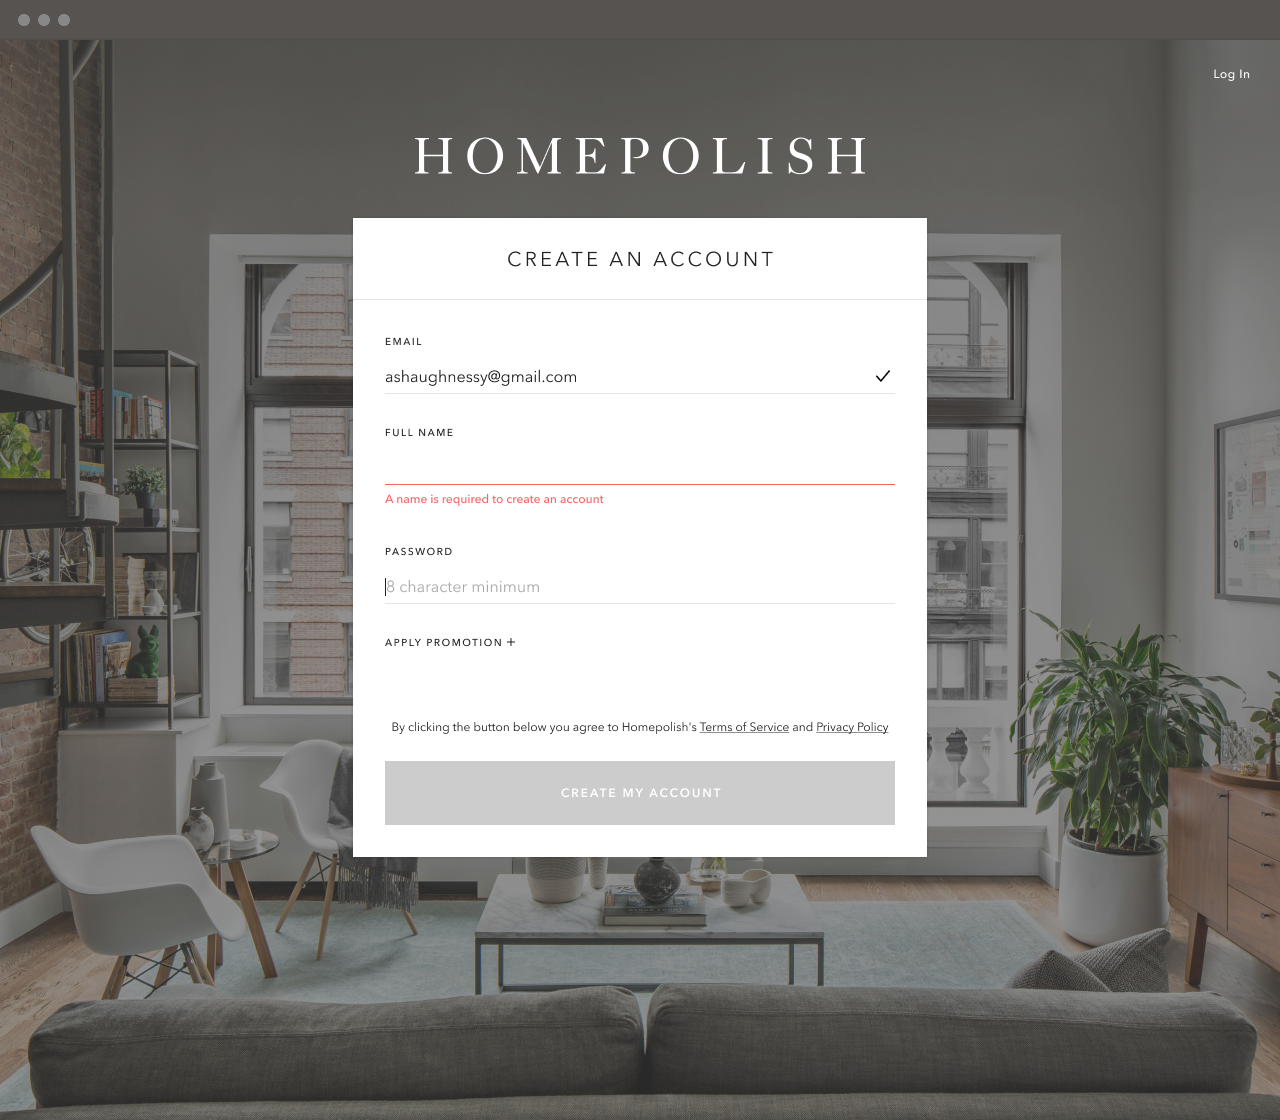 Log In
HOMEPOLISH
CREATE AN ACCOUNT
EMAIL
ashaughnessy@gmail.com
FULL NAME
A name is required to create an account
PASSWORD
8 character minimum
APPLY PROMOTION +
By clicking the button below you agree to Homepolish's Terms of Service and Privacy Policy
CREATE MY ACCOUNT